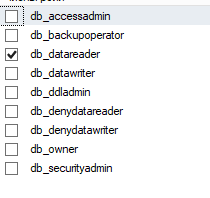 db_accessadmin
db_backupoperator
db_datareader
db_datawriter
db_ddladmin
db_denydatareader
db_denydatawriter
db_owner
db_securityadmin